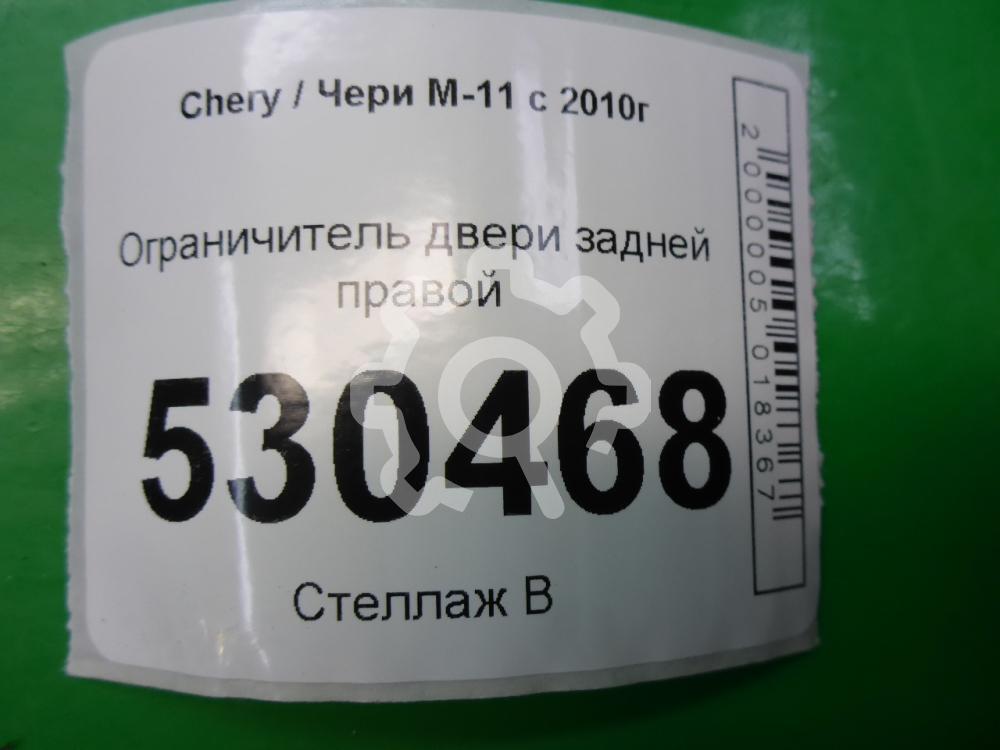 Chery / Чери М-11 с 2010г
Ограничитель двери задней
правой
530468
Стеллаж В
2000005018367